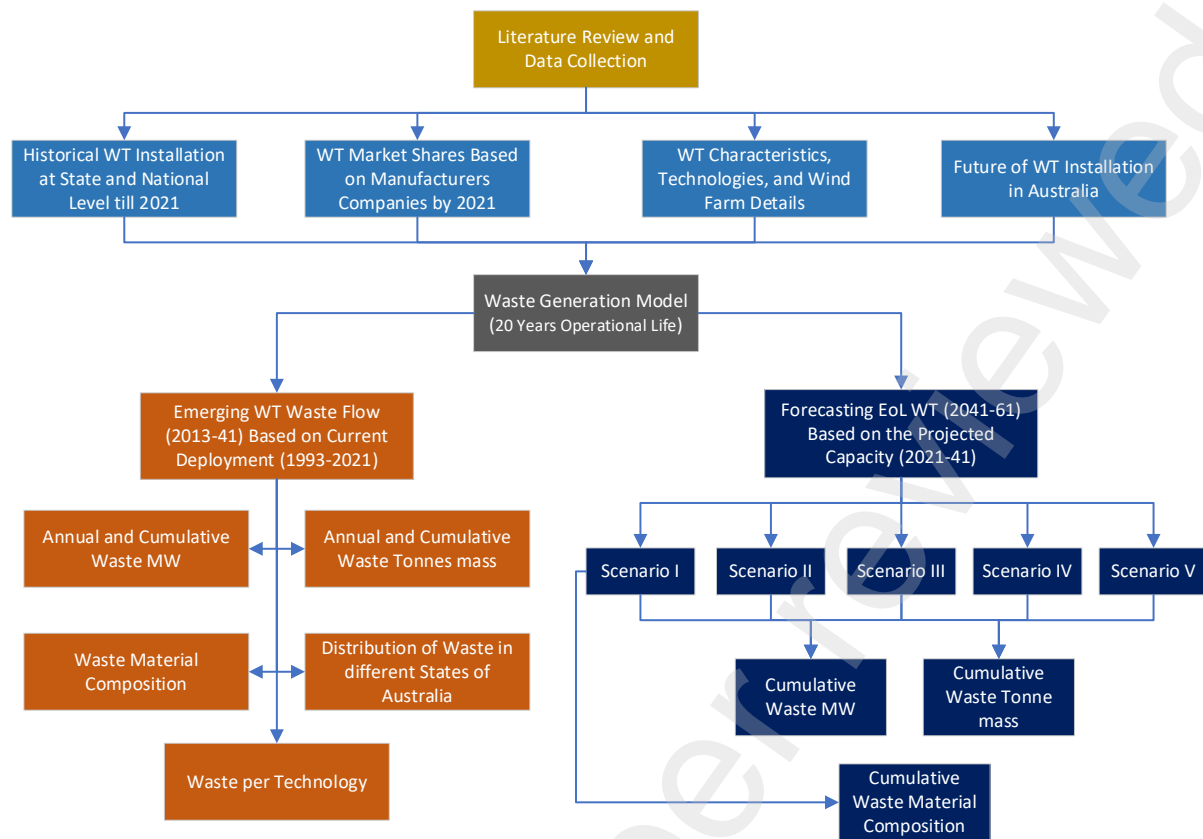 Literature Review and
Data Collection
Historical WT Installation
at State and National
Level till 2021
WT Market Shares Based
on Manufacturers
Companies by 2021
WT Characteristics,
Technologies, and Wind
Farm Details
Future of WT Installation
in Australia
Waste Generation Model
(20 Years Operational Life)
Emerging WT Waste Flow
(2013-41) Based on Current
Deployment (1993-2021)
Forecasting EoL WT (2041-61)
Based on the Projected
Capacity (2021-41)
Annual and Cumulative
Waste MW
Annual and Cumulative
Waste Tonnes mass
Scenario I
Scenario II
Scenario III
Scenario IV
Scenario V
Waste Material
Composition
Distribution of Waste in
different States of
Australia
Cumulative
Waste MW
Cumulative
Waste Tonne
mass
Waste per Technology
Cumulative
Waste Material
Composition
er reviewed